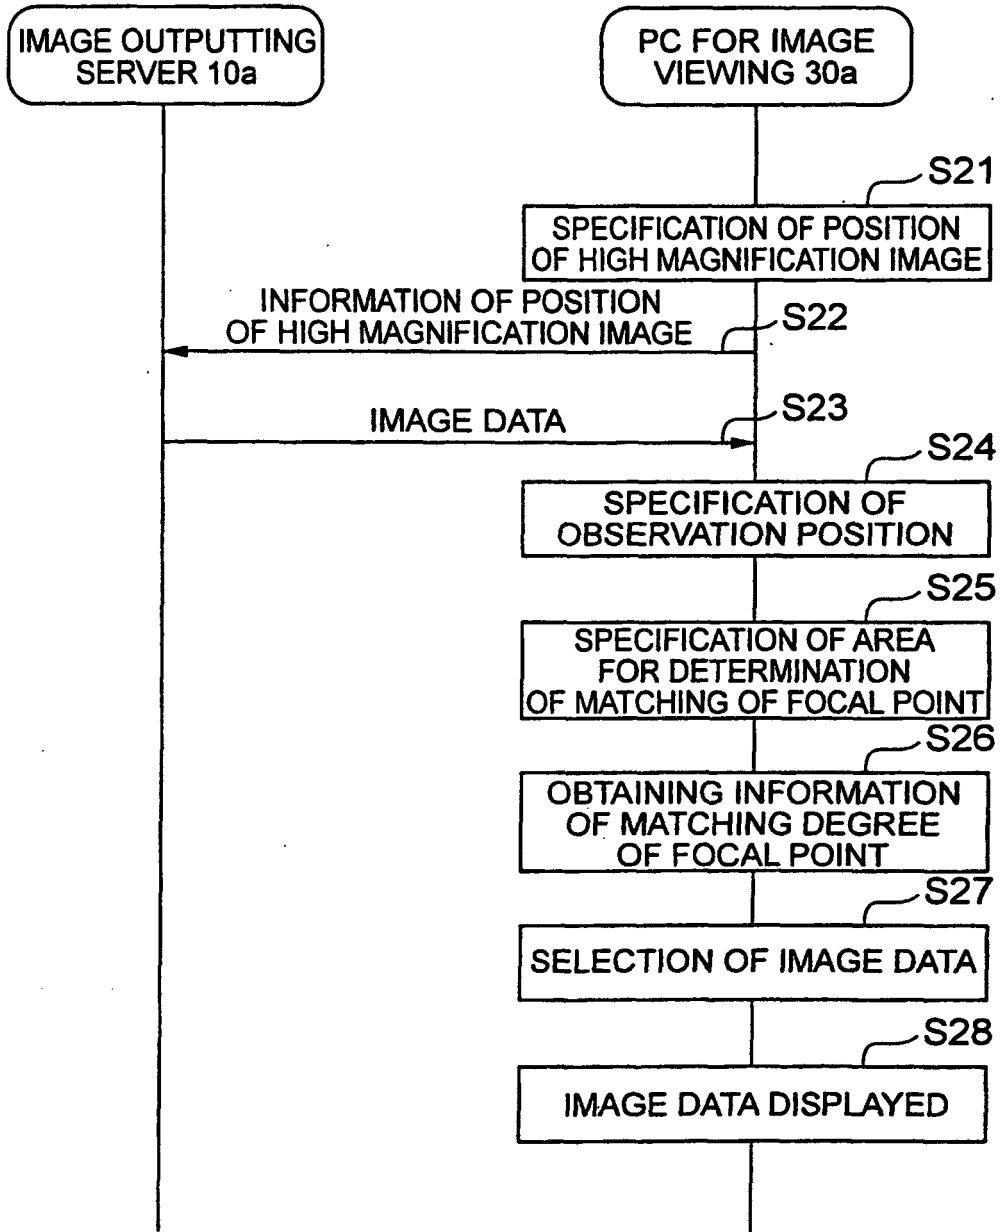 IMAGE OUTPUTTING
SERVER 10a
PC FOR IMAGE
VIEWING 30a
S21
SPECIFICATION OF POSITION
OF HIGH MAGNIFICATION IMAGE
INFORMATION OF POSITION
OF HIGH MAGNIFICATION IMAGE
S22
IMAGE DATA
S23
S24
SPECIFICATION OF
OBSERVATION POSITION
S25
SPECIFICATION OF AREA
FOR DETERMINATION
OF MATCHING OF FOCAL POINT
S26
OBTAINING INFORMATION
OF MATCHING DEGREE
OF FOCAL POINT
S27
SELECTION OF IMAGE DATA
S28
IMAGE DATA DISPLAYED